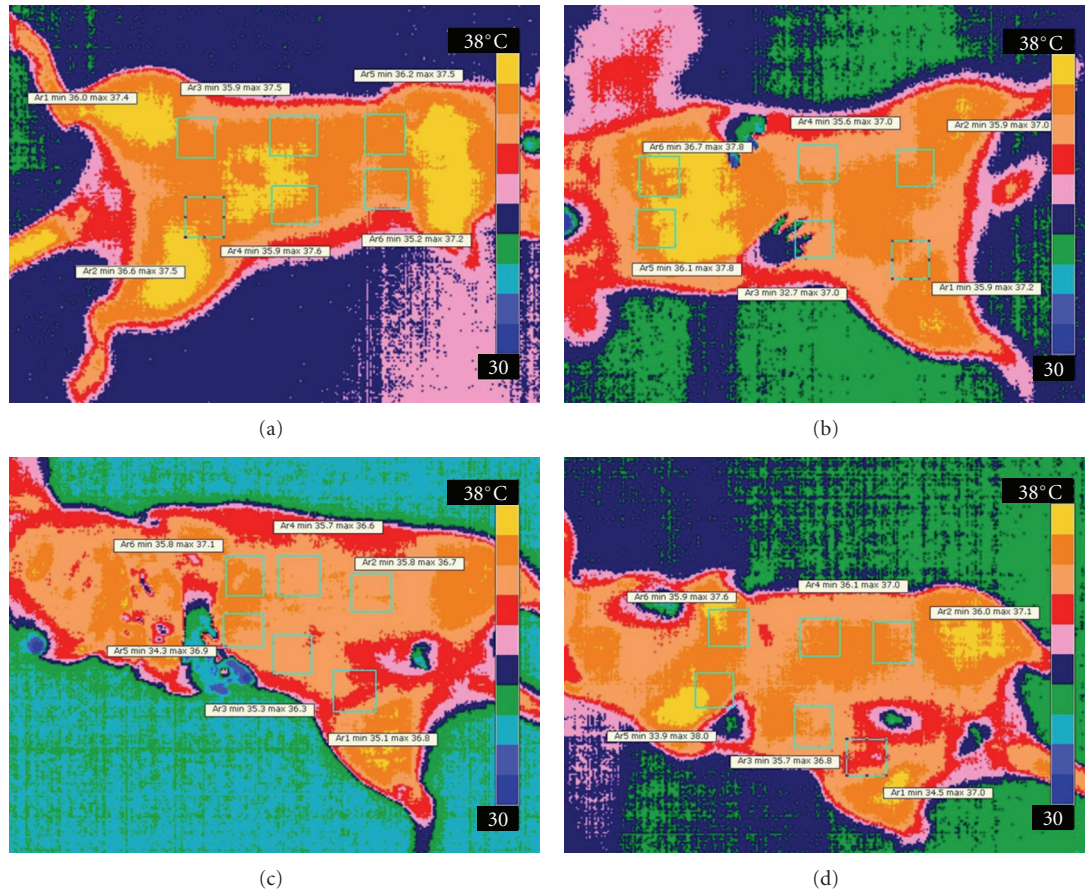 38°C
Ar5 min 36.2 max 37.5
Ar3 min 35.9 max 37.5
Ar1 min 36.0 max 37.4
Ar4 min 35.9 max 37.6
Ar6 min 35.2 max 37.2
Ar2 min 36.6 max 37.5
30
(a)
38°C
Ar4 min 35.6 max 37.0
Ar2 min 35.9 max 37.0
Ar6 min 36.7 max 37.8
Ar5 min 36.1 max 37.8
Ar3 min 32.7 max 37.0
Ar1 min 35.9 max 37.2
30
(b)
38°C
Ar4 min 35.7 max 36.6
Ar6 min 35.8 max 37.1
Ar2 min 35.8 max 36.7
Ar5 min 34.3 max 36.9
Ar3 min 35.3 max 36.3
Ar1 min 35.1 max 36.8
30
(c)
38°C
Ar4 min 36.1 max 37.0
Ar6 min 35.9 max 37.6
Ar2 min 36.0 max 37.1
Ar5 min 33.9 max 38.0
Ar3 min 35.7 max 36.8
Ar1 min 34.5 max 37.0
30
(d)